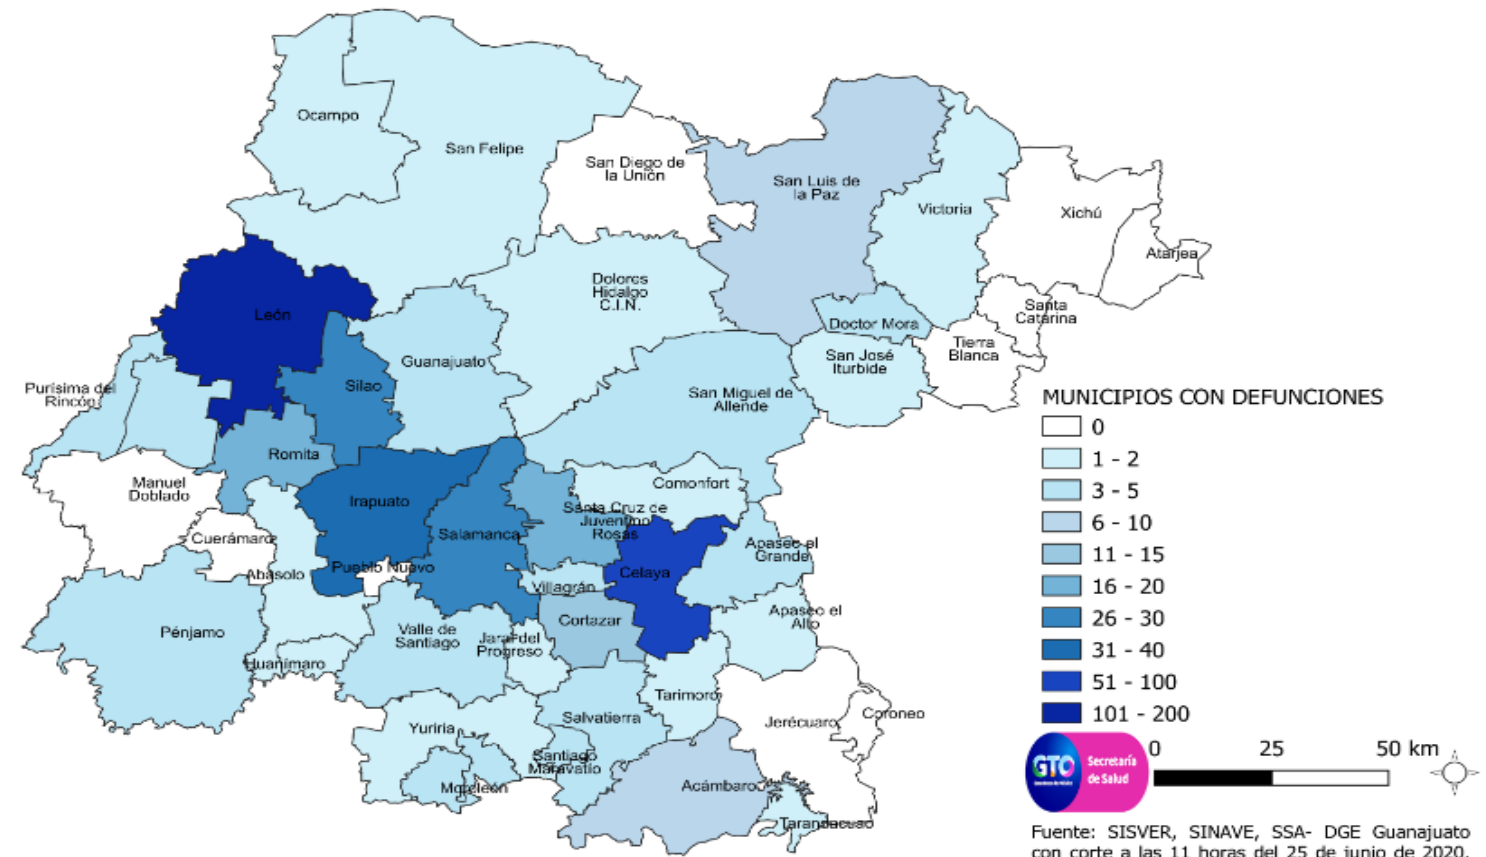 Ocampo
San Felipe
San Diego de
la Unión
San Luis de
la Paz
Victoria
Xichú
Atarjea
León
Dolores
Hidalgo
C.I.N.
Santa
Catarina
Doctor Mora
Tierra
Blanca
Guanajuato
San José
Iturbide
Purísima del
Rincón
Silao
San Miguel de
Allende
Romita
Manuel
Doblado
Irapuato
Comonfort
Santa Cruz de
Juventino
Rosas
Cuerámaro
Salamanca
Apaseo el
Grande
Abasolo
Pueblo Nuevo
Celaya
Villagrán
Cortazar
Apaseo el
Alto
Pénjamo
Valle de
Santiago
Jaral del
Progreso
Huanímaro
Tarimoro
Salvatierra
Jerécuaro
Coroneo
Yuriria
Santiago
Maravatío
Moroleón
Acámbaro
Tarandacuao
MUNICIPIOS CON DEFUNCIONES
0
1 - 2
3 - 5
6 - 10
11 - 15
16 - 20
26 - 30
31 - 40
51 - 100
101 - 200
GTO
Secretaría
de Salud
0 25 50 km
Fuente: SISVER, SINAVE, SSA- DGE Guanajuato
con corte a las 11 horas del 25 de junio de 2020.